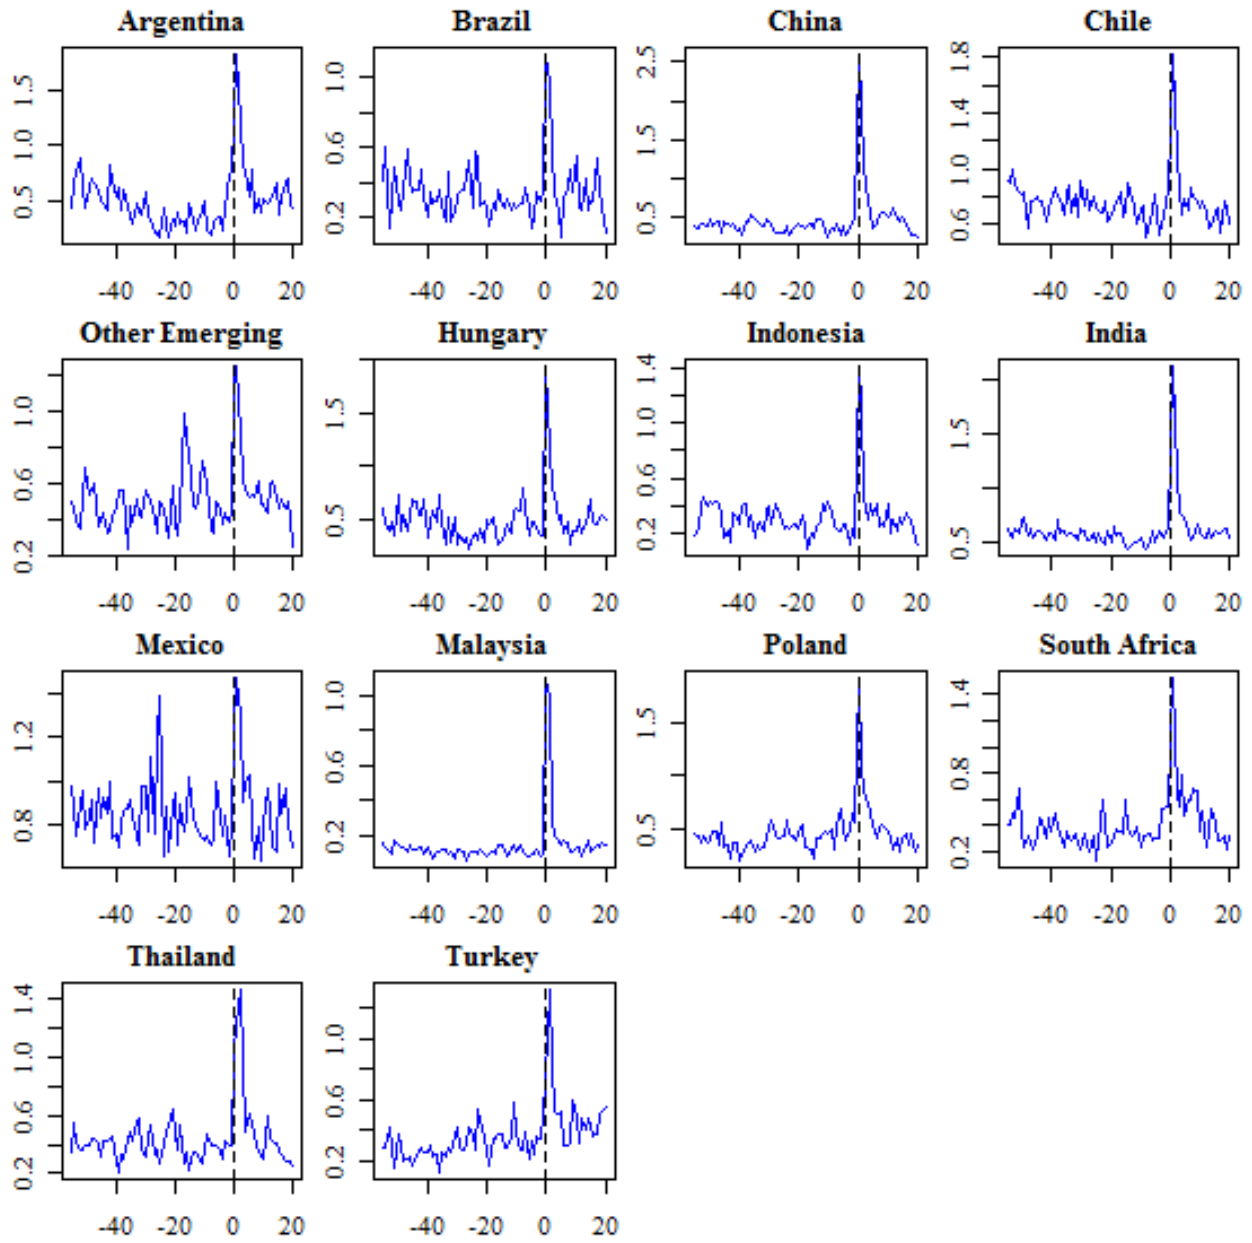 Argentina Brazil China Chile
0.5 1.0 1.5 0.2 0.6 1.0 0.5 1.5 2.5 0.6 1.0 1.4 1.8
-40 -20 0 20 -40 -20 0 20 -40 -20 0 20 -40 -20 0 20
Other Emerging Hungary Indonesia India
0.2 0.6 1.0 0.5 1.5 0.2 0.6 1.0 1.4 0.5 1.5
-40 -20 0 20 -40 -20 0 20 -40 -20 0 20 -40 -20 0 20
Mexico Malaysia Poland South Africa
0.8 1.2 0.2 0.6 1.0 0.5 1.5 0.2 0.8 1.4
-40 -20 0 20 -40 -20 0 20 -40 -20 0 20 -40 -20 0 20
Thailand Turkey
0.2 0.6 1.0 1.4 0.2 0.6 1.0
-40 -20 0 20 -40 -20 0 20